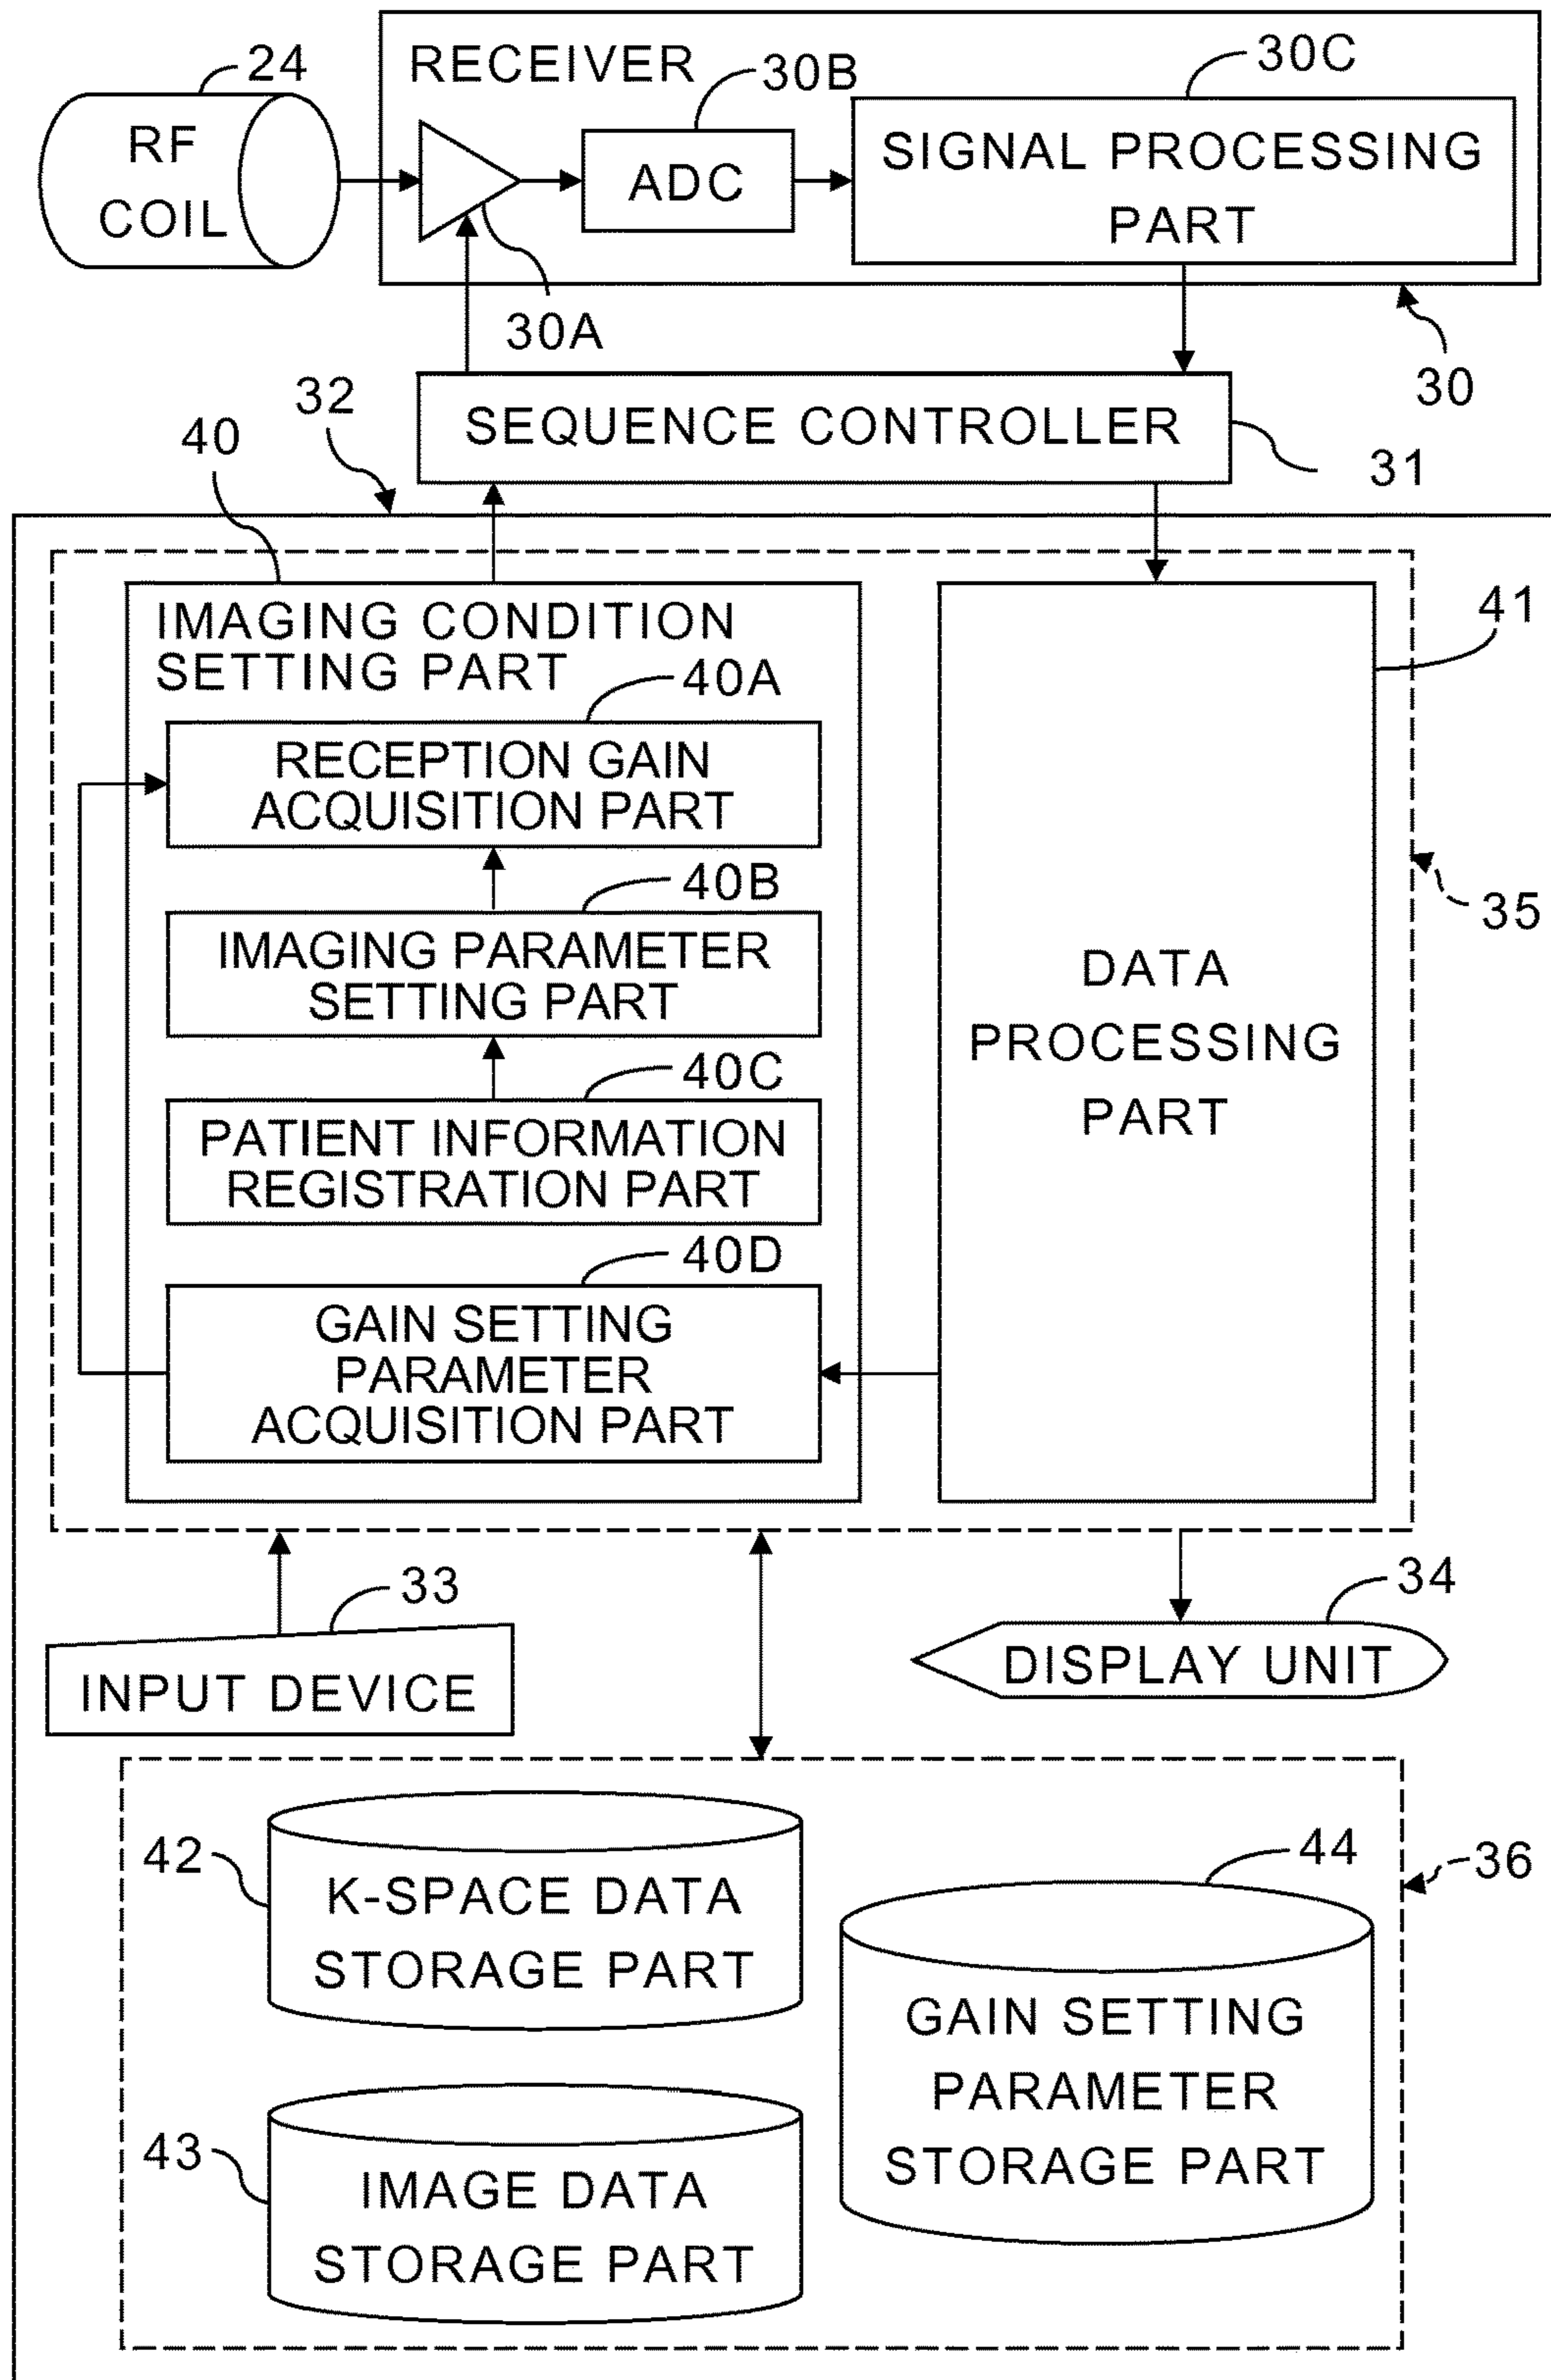 24
RF
COIL
RECEIVER
30B
30C
ADC
SIGNAL PROCESSING
PART
30A
30
32
SEQUENCE CONTROLLER
31
40
41
IMAGING CONDITION
SETTING PART
40A
RECEPTION GAIN
ACQUISITION PART
40B
IMAGING PARAMETER
SETTING PART
40C
PATIENT INFORMATION
REGISTRATION PART
40D
GAIN SETTING
PARAMETER
ACQUISITION PART
DATA
PROCESSING
PART
35
33
INPUT DEVICE
34
DISPLAY UNIT
42
K-SPACE DATA
STORAGE PART
43
IMAGE DATA
STORAGE PART
44
GAIN SETTING
PARAMETER
STORAGE PART
36